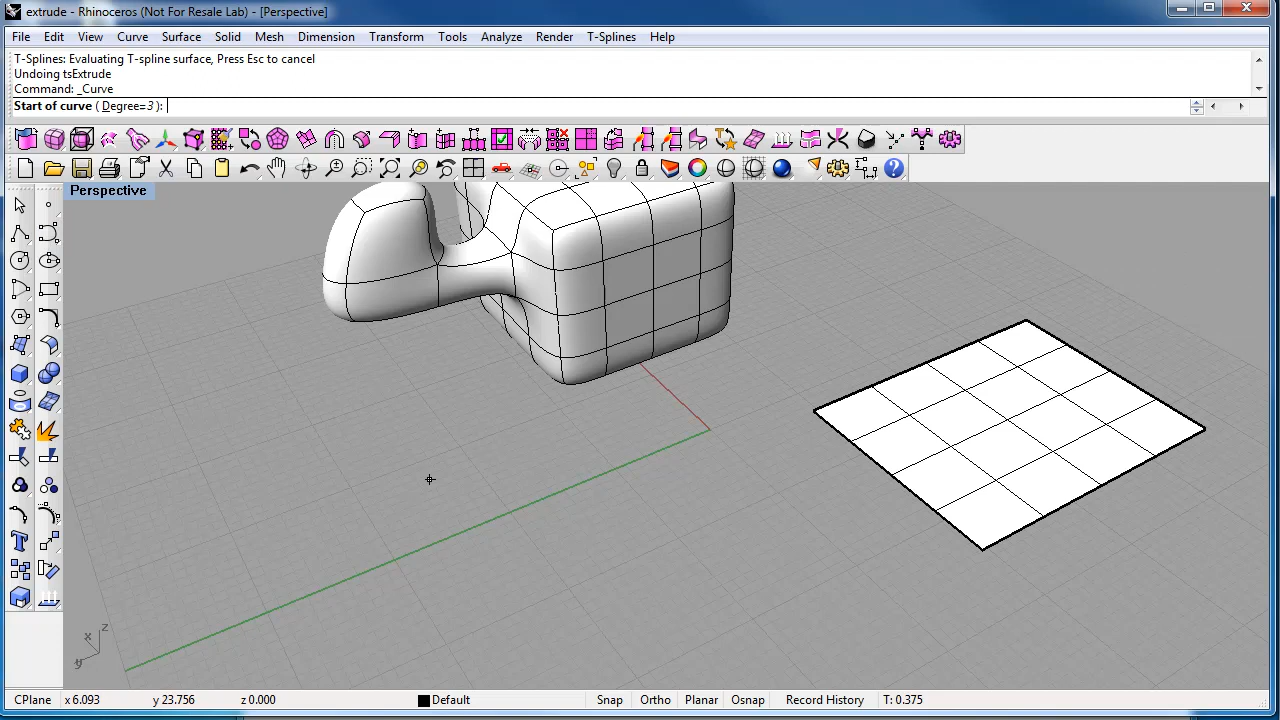 extrude - Rhinoceros (Not For Resale Lab) - [Perspective]
File Edit View Curve Surface Solid Mesh Dimension Transform Tools Analyze Render T-Splines Help
T-Splines: Evaluating T-spline surface, Press Esc to cancel
Undoing tsExtrude
Command: _Curve
Start of curve ( Degree=3 ):
Perspective
z
x
y
CPlane x 6.093 y 23.756 z 0.000 Default Snap Ortho Planar Osnap Record History T: 0.375